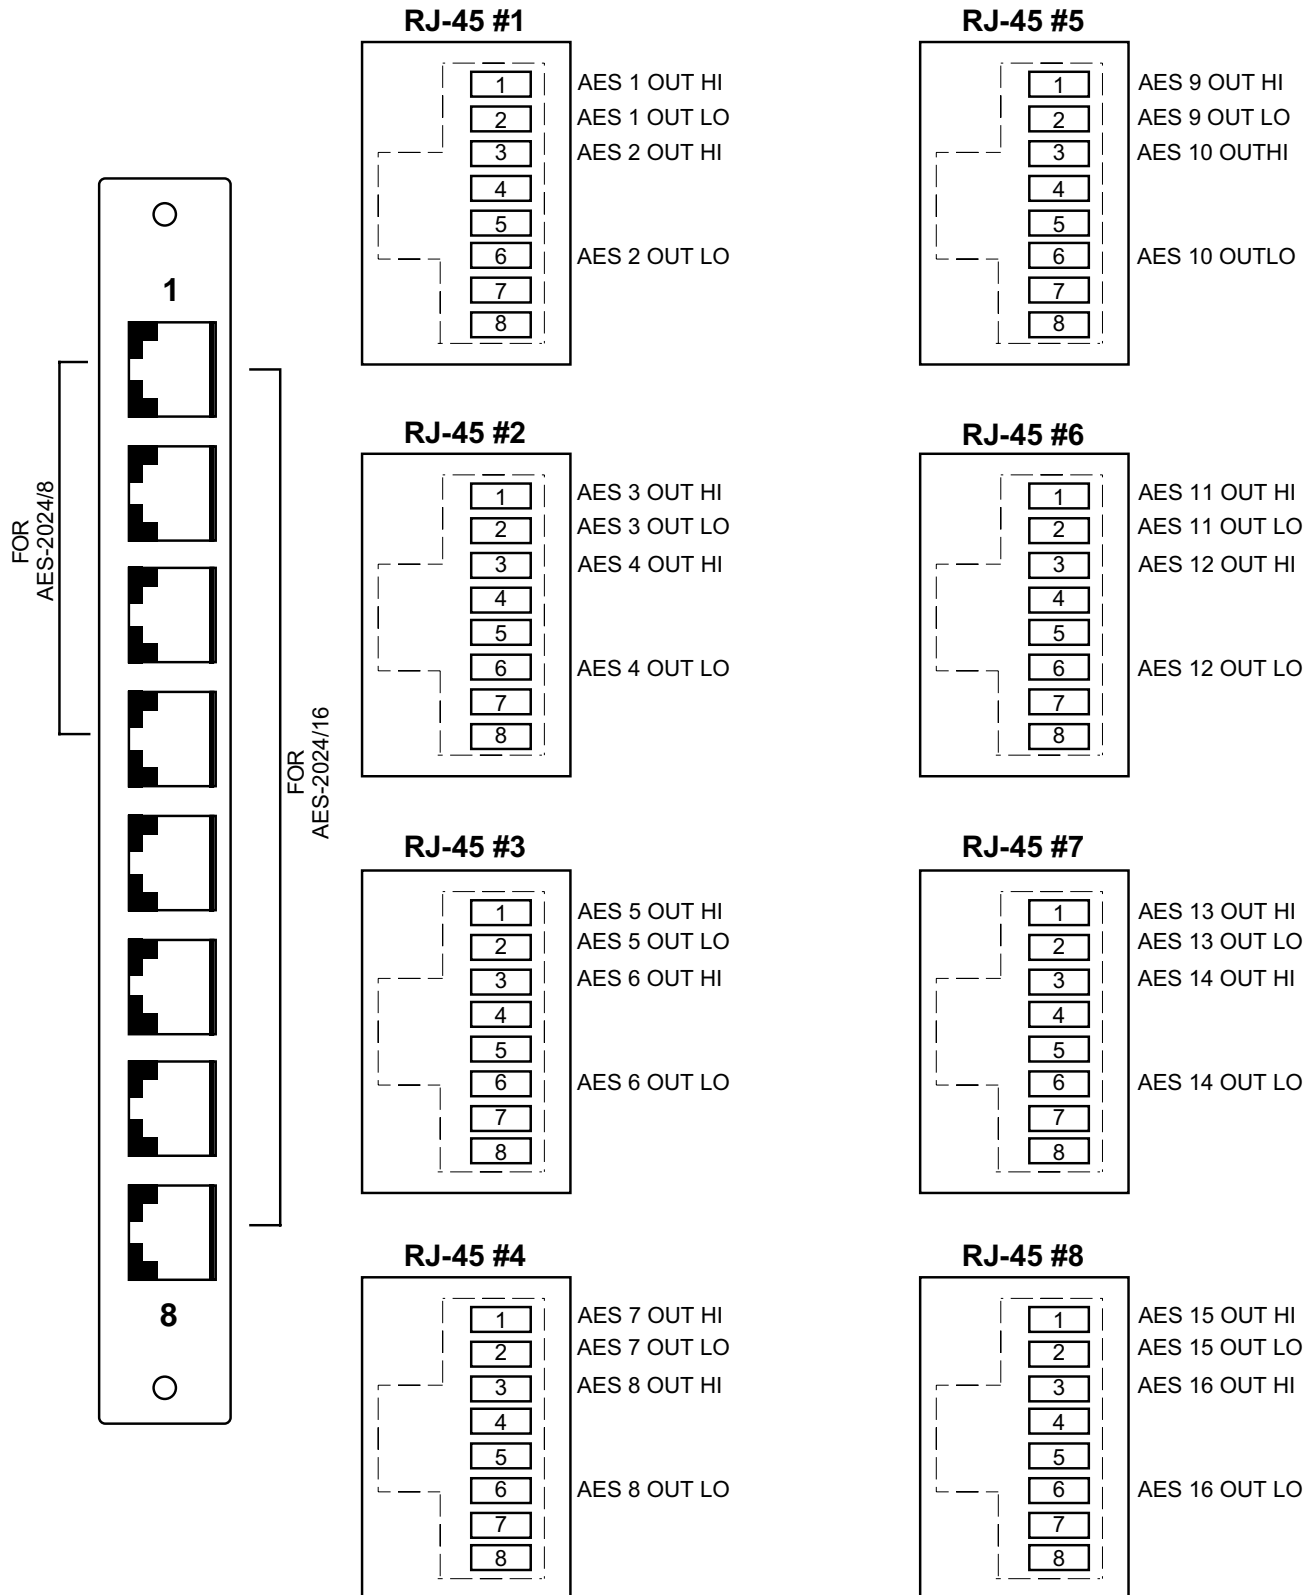 1
8
FOR
AES-2024/8
FOR
AES-2024/16
RJ-45 #1
1 AES 1 OUT HI
2 AES 1 OUT LO
3 AES 2 OUT HI
4
5
6 AES 2 OUT LO
7
8
RJ-45 #2
1 AES 3 OUT HI
2 AES 3 OUT LO
3 AES 4 OUT HI
4
5
6 AES 4 OUT LO
7
8
RJ-45 #3
1 AES 5 OUT HI
2 AES 5 OUT LO
3 AES 6 OUT HI
4
5
6 AES 6 OUT LO
7
8
RJ-45 #4
1 AES 7 OUT HI
2 AES 7 OUT LO
3 AES 8 OUT HI
4
5
6 AES 8 OUT LO
7
8
RJ-45 #5
1 AES 9 OUT HI
2 AES 9 OUT LO
3 AES 10 OUTHI
4
5
6 AES 10 OUTLO
7
8
RJ-45 #6
1 AES 11 OUT HI
2 AES 11 OUT LO
3 AES 12 OUT HI
4
5
6 AES 12 OUT LO
7
8
RJ-45 #7
1 AES 13 OUT HI
2 AES 13 OUT LO
3 AES 14 OUT HI
4
5
6 AES 14 OUT LO
7
8
RJ-45 #8
1 AES 15 OUT HI
2 AES 15 OUT LO
3 AES 16 OUT HI
4
5
6 AES 16 OUT LO
7
8